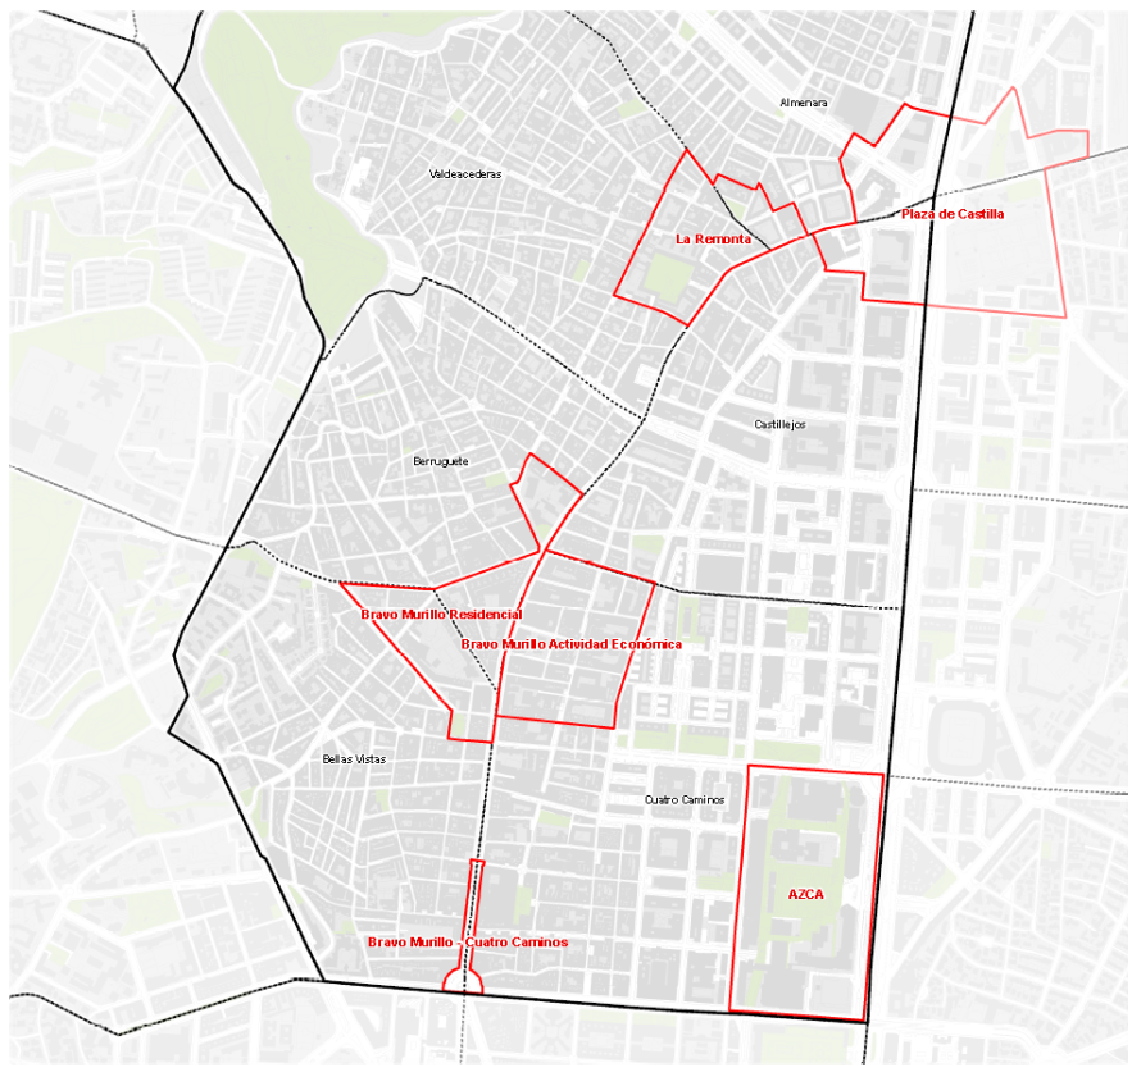 Almenara
Valdeacederas
Plaza de Castilla
La Remonta
Castillejos
Berruguete
Bravo Murillo Residencial
Bravo Murillo Actividad Económica
Bellas Vistas
Cuatro Caminos
AZCA
Bravo Murillo - Cuatro Caminos